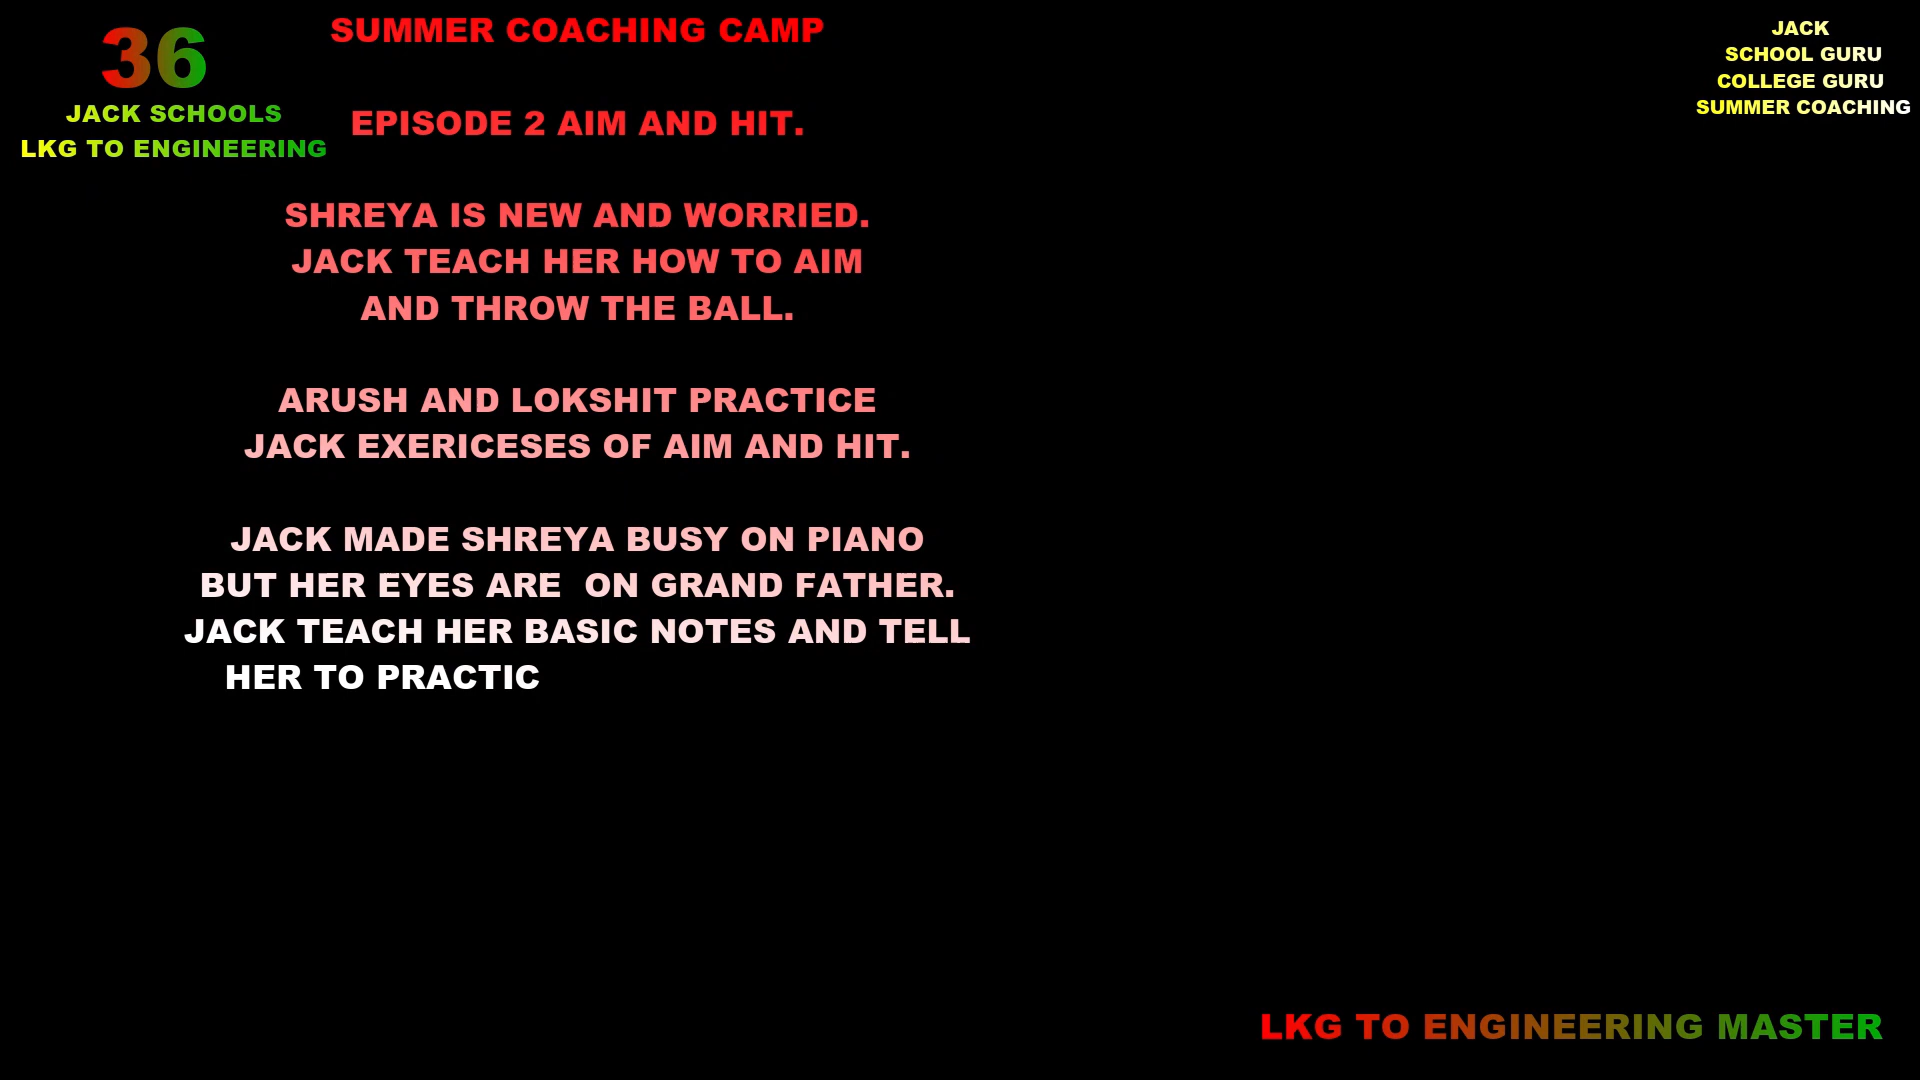 36
JACK SCHOOLS
LKG TO ENGINEERING
SUMMER COACHING CAMP
EPISODE 2 AIM AND HIT.
SHREYA IS NEW AND WORRIED.
JACK TEACH HER HOW TO AIM
AND THROW THE BALL.
ARUSH AND LOKSHIT PRACTICE
JACK EXERICESES OF AIM AND HIT.
JACK MADE SHREYA BUSY ON PIANO
BUT HER EYES ARE  ON GRAND FATHER.
JACK TEACH HER BASIC NOTES AND TELL
HER TO PRACTIC
JACK
SCHOOL GURU
COLLEGE GURU
SUMMER COACHING
LKG TO ENGINEERING MASTER